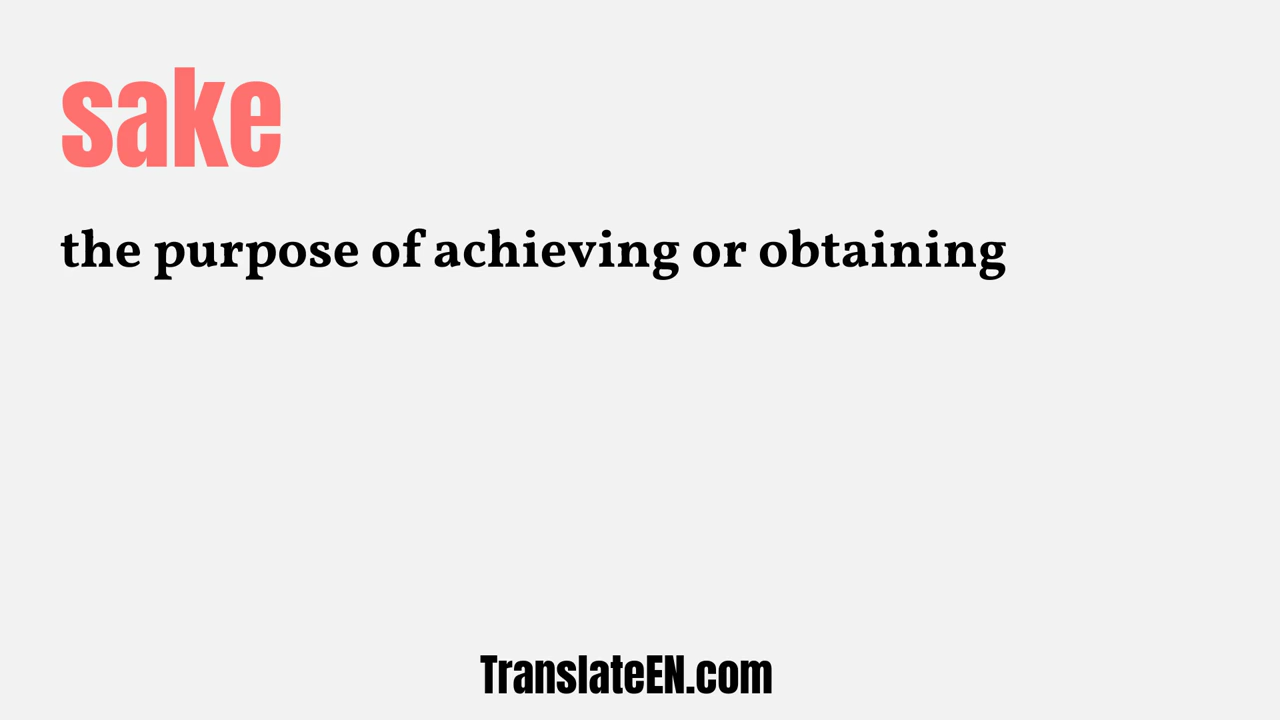 sake
the purpose of achieving or obtaining
TranslateEN.com